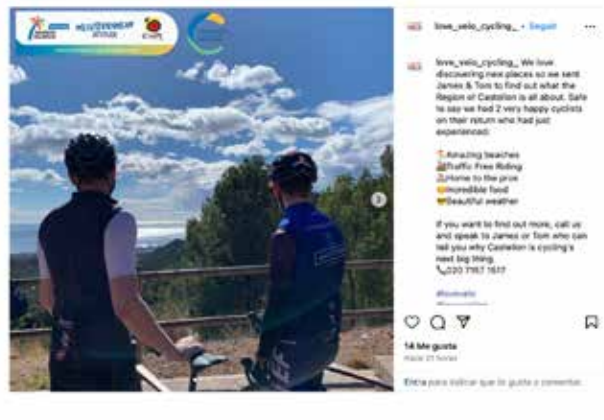 love_velo_cycling_ • Seguir
love_velo_cycling_ We love
discovering new places so we sent
James & Tom to find out what the
Region of Castellon is all about. Safe
to say we had 2 very happy cyclists
on their return who had just
experienced:
Amazing beaches
Traffic Free Riding
Home to the pros
Incredible food
Beautiful weather
If you want to find out more, call us
and speak to James or Tom who can
tell you why Castellon is cycling's
next big thing.
#lovevelo
14 Me gusta
Hace 21 horas
Entra para indicar que te gusta o comentar.